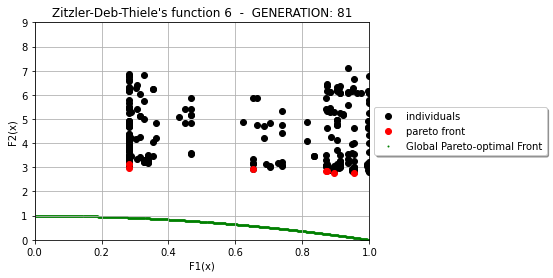 Zitzler-Deb-Thiele's function 6 - GENERATION: 81
9
8
7
6
5
4
3
2
1
0
F2(x)
0.0 0.2 0.4 0.6 0.8 1.0
F1(x)
individuals
pareto front
Global Pareto-optimal Front